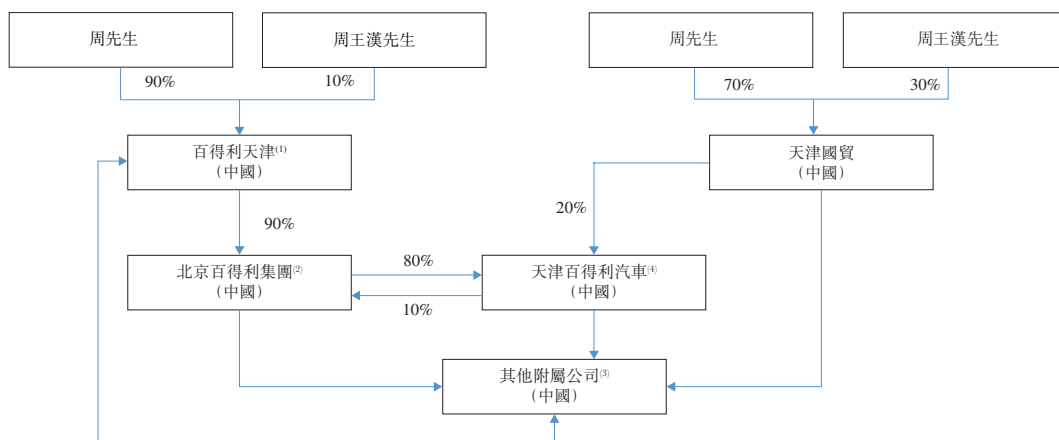 周先生
周王漢先生
周先生
周王漢先生
90%
10%
70%
30%
百得利天津(1)
(中國)
天津國貿
(中國)
90%
20%
北京百得利集團(2)
(中國)
80%
10%
天津百得利汽車(4)
(中國)
其他附屬公司(3)
(中國)